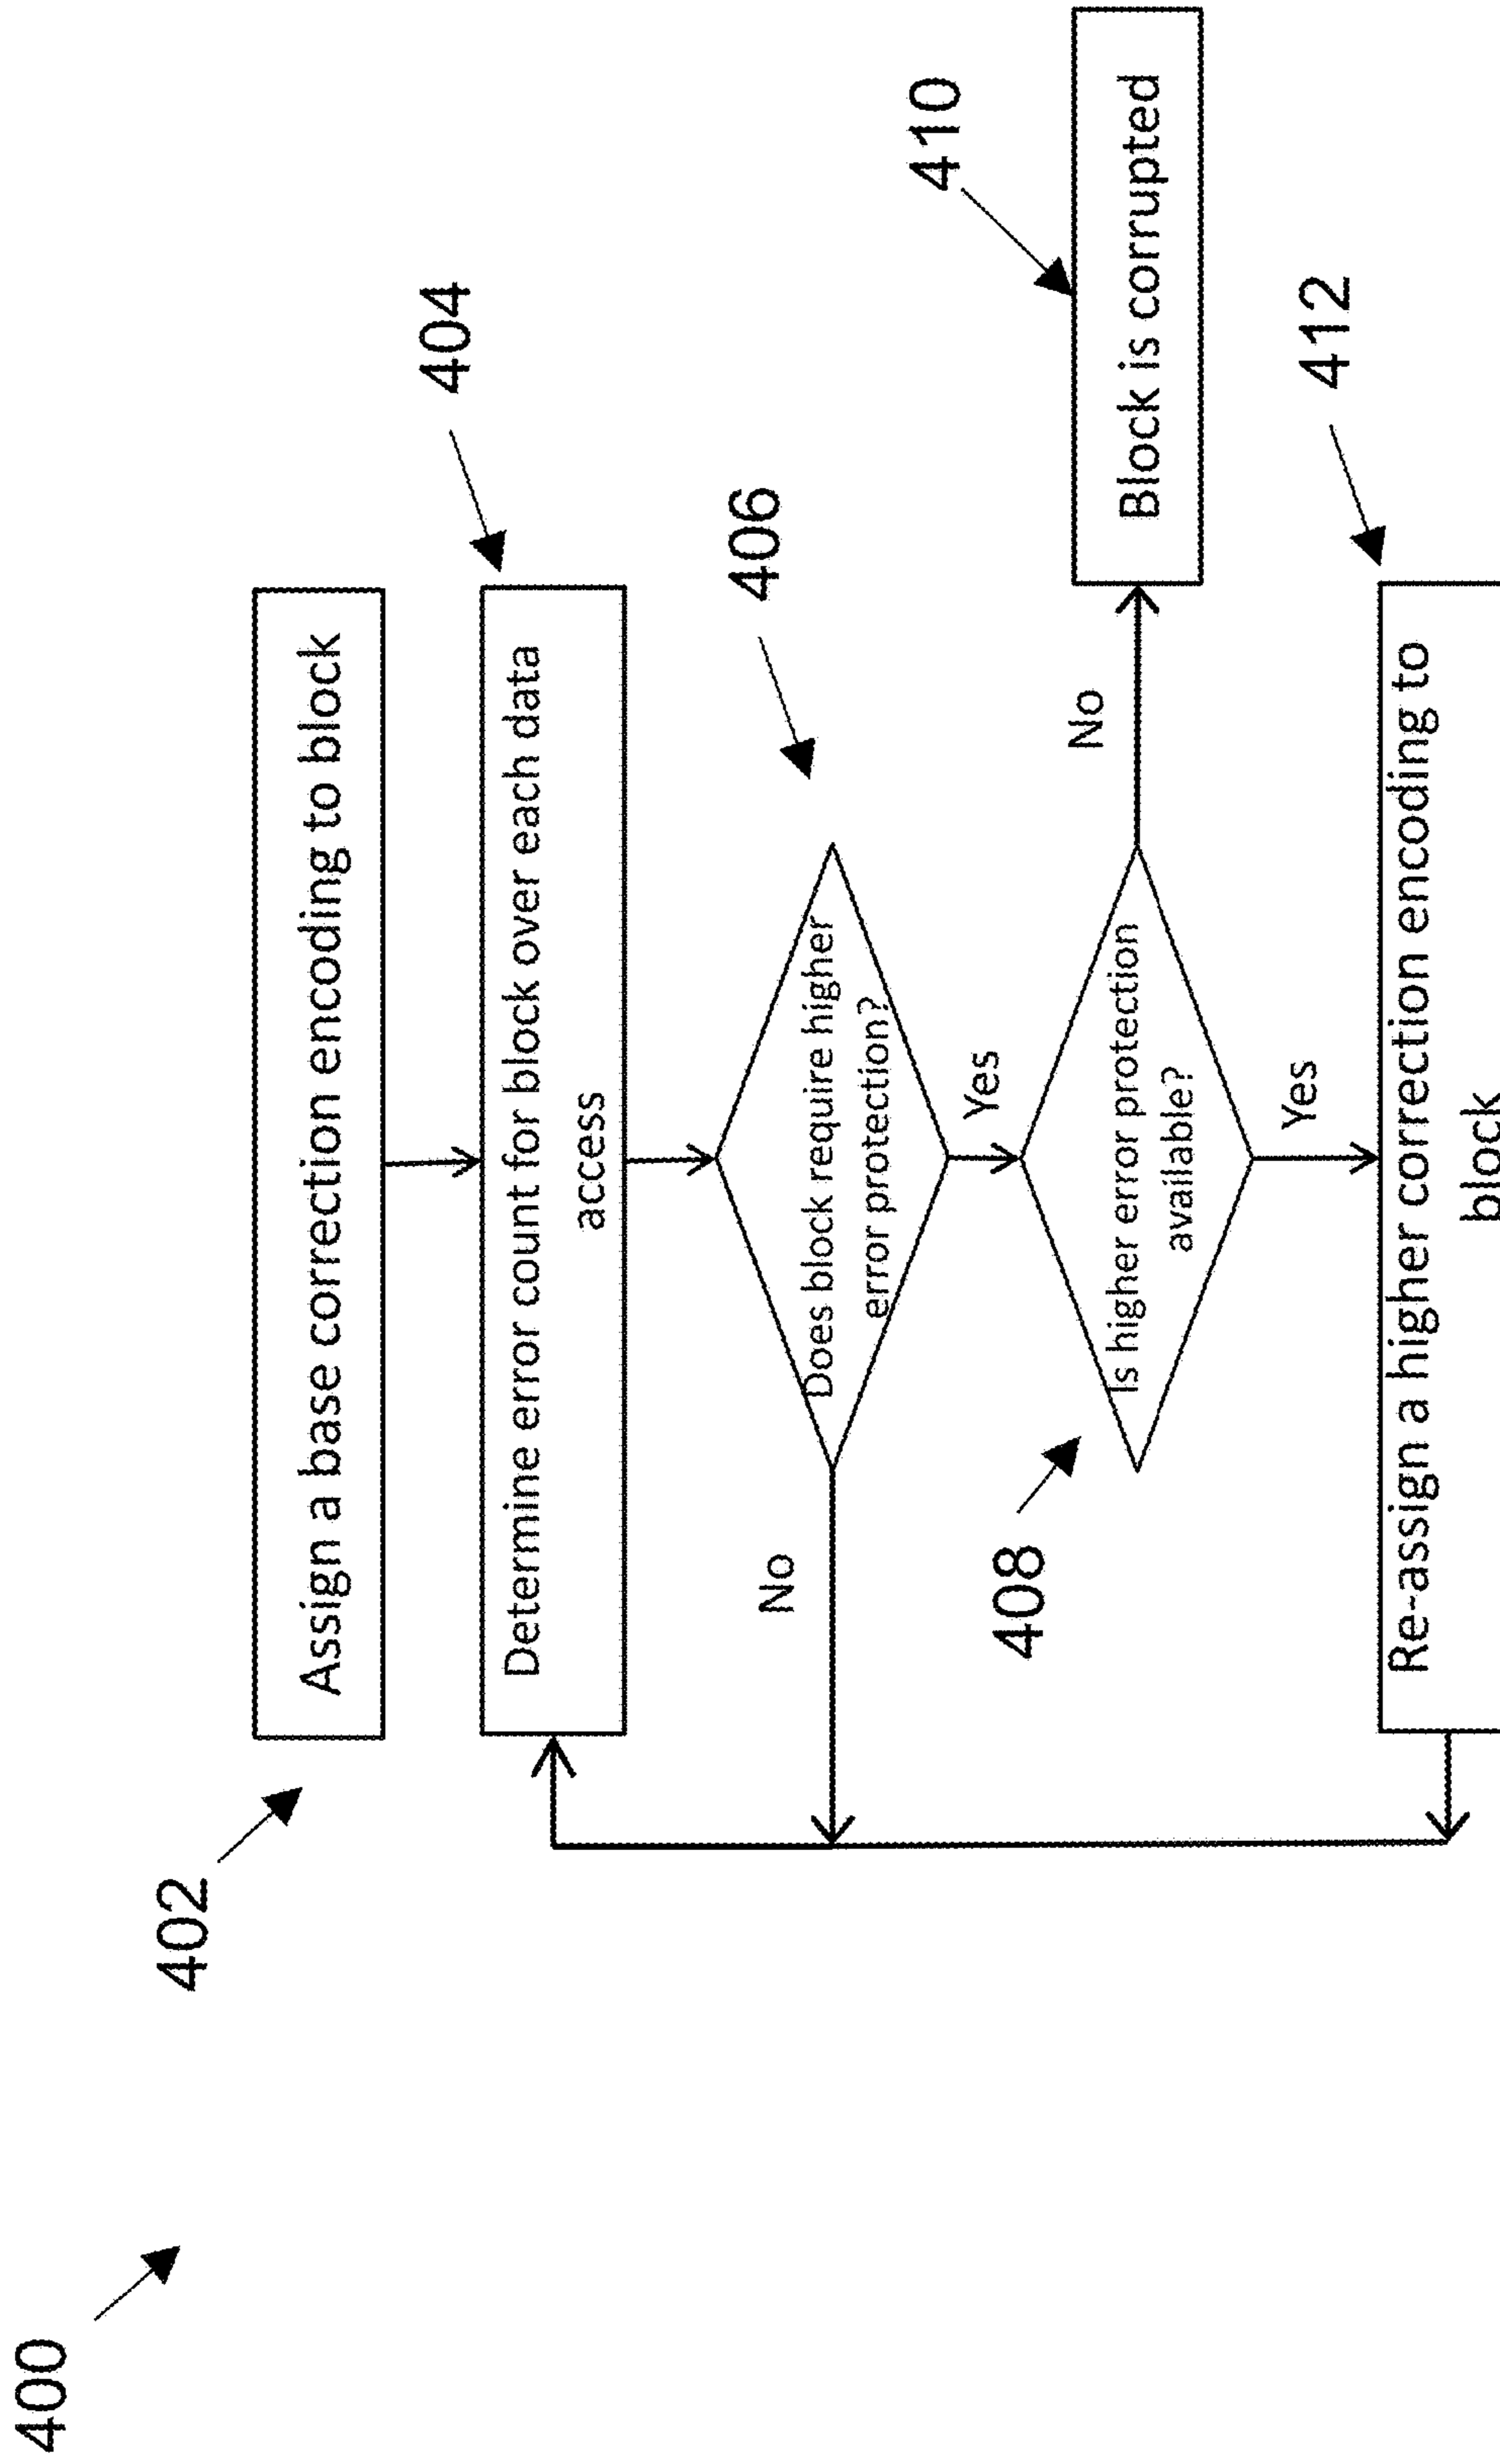 400
402
Assign a base correction encoding to block
404
Determine error count for block over each data
access
406
Does block require higher
error protection?
No
Yes
408
Is higher error protection
available?
No
410
Block is corrupted
Yes
412
Re-assign a higher correction encoding to
block